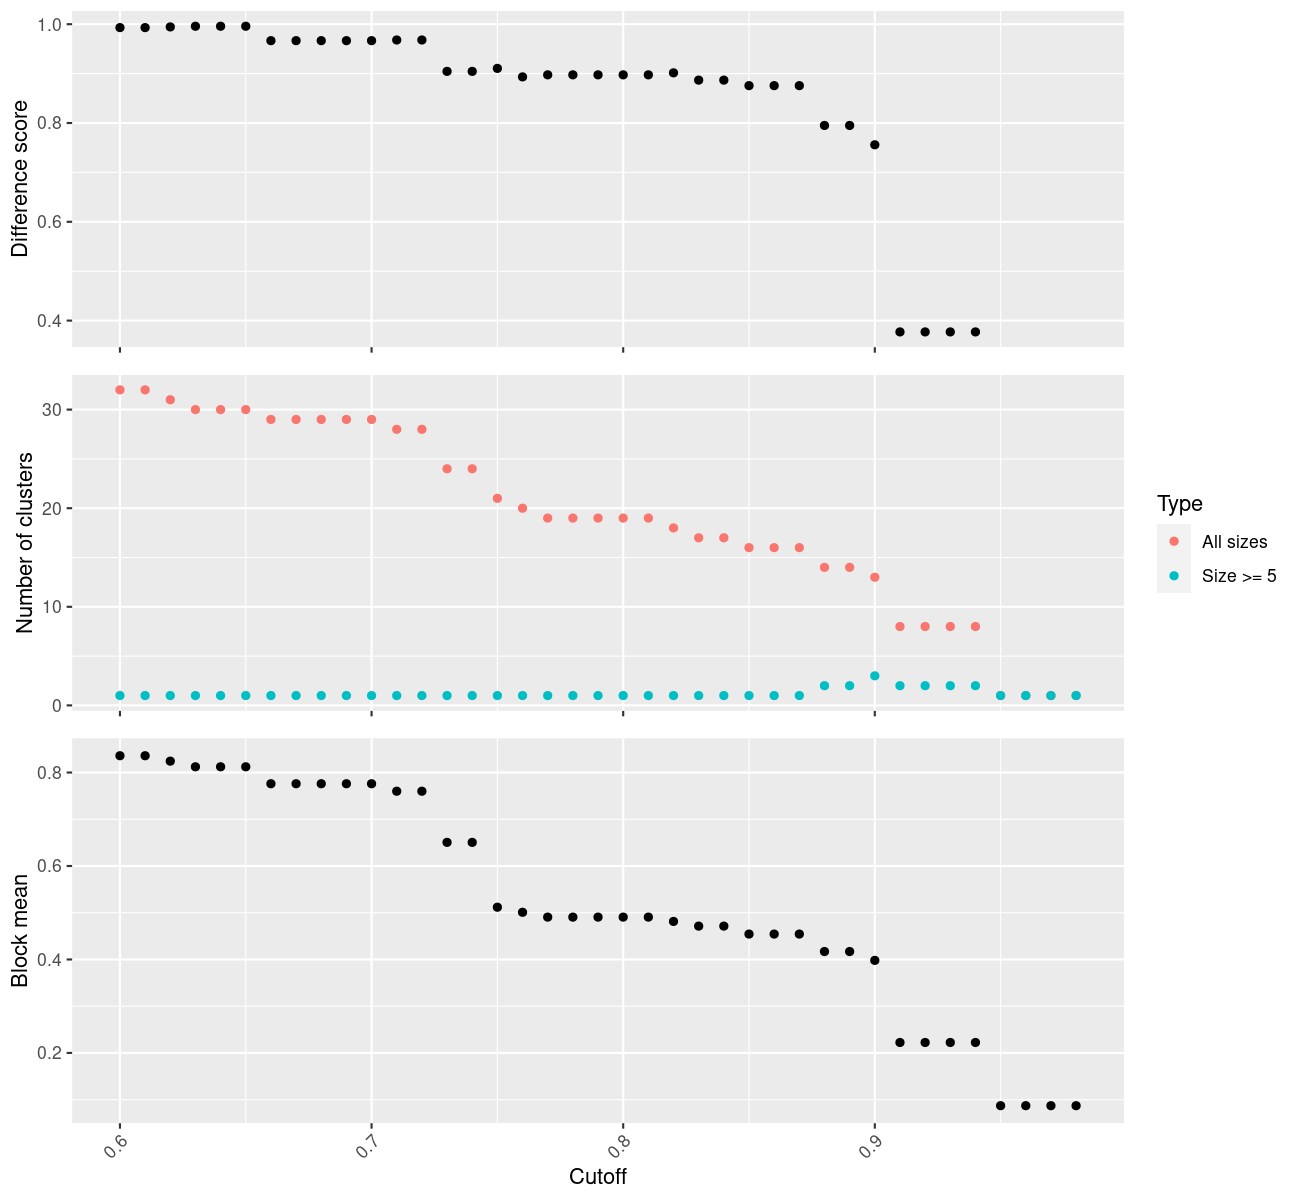 Difference score
1.0
0.8
0.6
0.4
Number of clusters
30
20
10
0
Type
All sizes
Size >= 5
Block mean
0.8
0.6
0.4
0.2
0.6
0.7
0.8
0.9
Cutoff